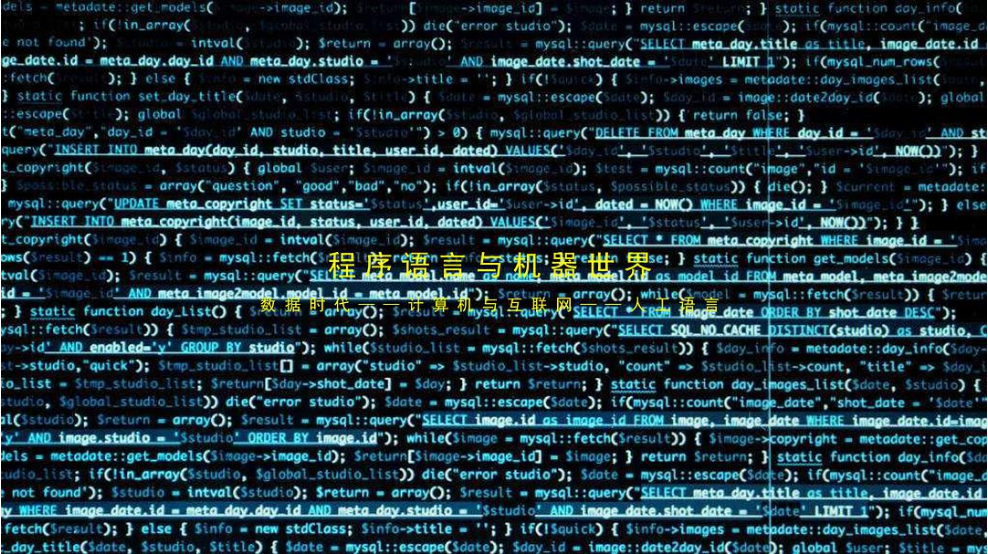 dels = metadate::get_models( ->image_id); $return[ ->image_id] = $image; } return $return; } static function day_info(
; if(!in_array( , $global_studio_list)) die("error studio"); $date = mysql::escape( ); if(mysql::count("image_d
e not found'); = intval( ); $return = array(); $result = mysql::query("SELECT meta_day.title as title, image_date.id
ge_date.id = meta_day.day_id AND meta_day.studio = ' ' AND image_date.shot_date = ' ' LIMIT 1"); if(mysql_num_rows(
:fetch($result); } else { $info = new stdClass; $info->title = ''; } if(!$quick) { $info->images = metadate::day_images_list(
} static function set_day_title($date, $studio, $title) { $date = mysql::escape($date); $day_id = image::date2day_id($date); global
::escape($title); global $global_studio_list; if(!in_array($studio, $global_studio_list)) { return false; }
t("meta_day","day_id = '$day_id' AND studio = '$studio'") > 0) { mysql::query("DELETE FROM meta_day WHERE day_id = '$day_id' AND st
query("INSERT INTO meta_day(day_id, studio, title, user_id, dated) VALUES('$day_id', '$studio', '$title', '$user->id', NOW())"); }
t_copyright($image_id, $status) { global $user; $image_id = intval($image_id); $test = mysql::count("image","id = '$image_id'"); if
} $possible_status = array("question", "good","bad","no"); if(!in_array($status, $possible_status)) { die(); } $current = metadate:
mysql::query("UPDATE meta_copyright SET status='$status',user_id='$user->id', dated = NOW() WHERE image_id = '$image_id'"); } else
ry("INSERT INTO meta_copyright(image_id, status, user_id, dated) VALUES('$image_id', '$status', '$user->id', NOW())"); } }
t_copyright($image_id) { $image_id = intval($image_id); $result = mysql::query("SELECT * FROM meta_copyright WHERE image_id = '$ima
ows($result) == 1) { $info = mysql::fetch( } static function get_models(
程序语言与机器世界
tval($image_id); $result = mysql::query("SEL as model_id FROM meta_model, meta_image2mode
id = '$image_id' AND meta_image2model.model_id = meta_model.id"); $return = array(); while($model = mysql::fetch($result)) {
数据时代——计算机与互联网——人工语言
; } static function day_list() { $result = "SELECT * FROM image_date ORDER BY shot_date DESC");
ysql::fetch($result)) { $tmp_studio_list = array(); $shots_result = mysql::query("SELECT SQL_NO_CACHE DISTINCT(studio) as studio, C
y->id' AND enabled='y' GROUP BY studio"); while($studio_list = mysql::fetch($shots_result)) { $day_info = metadate::day_info($day-
t->studio,"quick"); $tmp_studio_list[] = array("studio" => $studio_list->studio, "count" => $studio_list->count, "title" => $day_i
io_list = $tmp_studio_list; $return[$day->shot_date] = $day; } return $return; } static function day_images_list($date, $studio) {
udio, $global_studio_list)) die("error studio"); $date = mysql::escape($date); if(mysql::count("image_date","shot_date = '$date'"
al($studio); $return = array(); $result = mysql::query("SELECT image.id as image_id FROM image, image_date WHERE image_date.id=imag
y' AND image.studio = '$studio' ORDER BY image.id"); while($image = mysql::fetch($result)) { $image->copyright = metadate::get_cop
dels = metadate::get_models($image->image_id); $return[$image->image_id] = $image; } return $return; } static function day_info($da
udio_list; if(!in_array($studio, $global_studio_list)) die("error studio"); $date = mysql::escape($date); if(mysql::count("image_da
e not found'); $studio = intval($studio); $return = array(); $result = mysql::query("SELECT meta_day.title as title, image_date.id
y WHERE image_date.id = meta_day.day_id AND meta_day.studio = '$studio' AND image_date.shot_date = '$date' LIMIT 1"); if(mysql_num
fetch($result); } else { $info = new stdClass; $info->title = ''; } if(!$quick) { $info->images = metadate::day_images_list($date,
_day_title($date, $studio, $title) { $date = mysql::escape($date); $day_id = image::date2day_id($date); global $user; $title = mysql